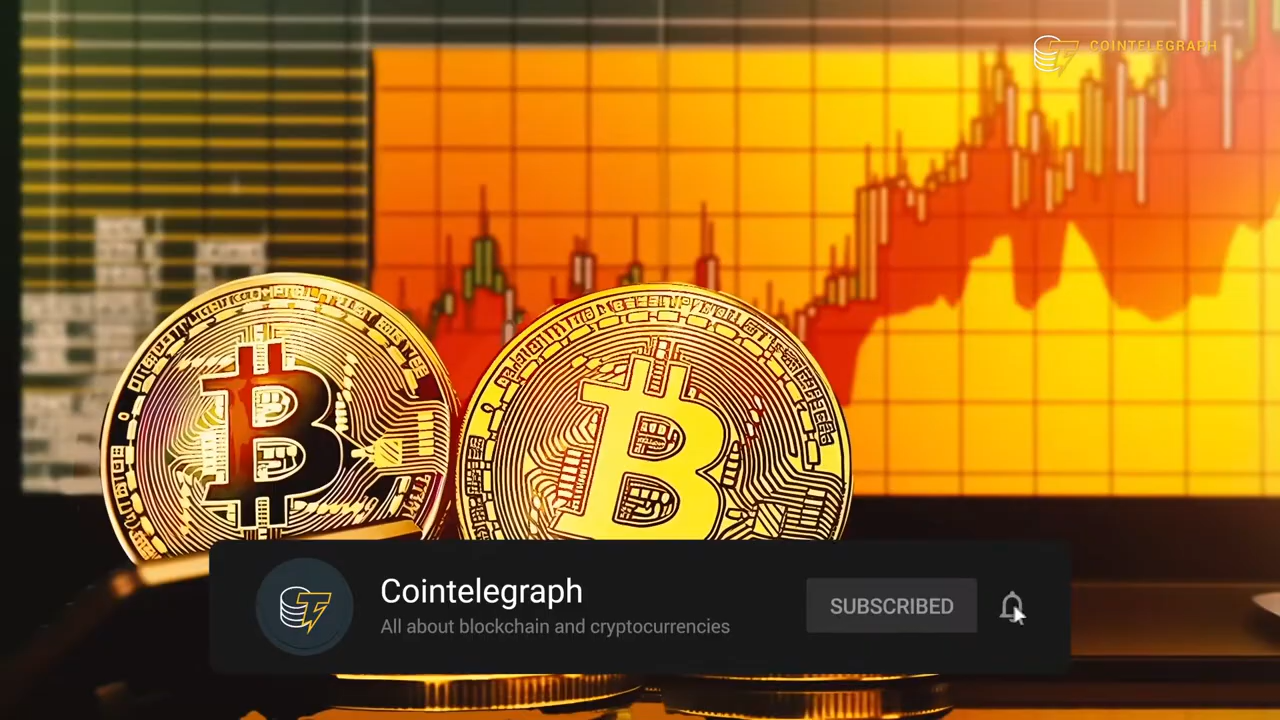 COINTELEGRAPH
Cointelegraph
All about blockchain and cryptocurrencies
SUBSCRIBED